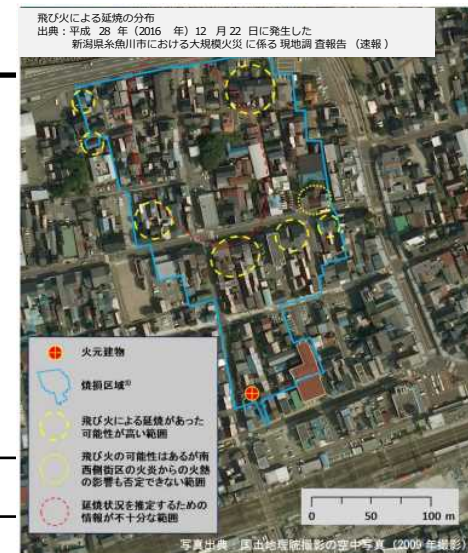 飛び火による延焼の分布
出典：平成 28 年（2016 年）12 月 22 日に発生した
新潟県糸魚川市における大規模火災 に係る 現地調 査報告 （速報）
火元建物
焼損区域※
飛び火による延焼があった
可能性が高い範囲
飛び火の可能性はあるが南
西側街区の火炎からの火熱
の影響も否定できない範囲
延焼状況を推定するための
情報が不十分な範囲
0 50 100 m
写真出典 国土地理院撮影の空中写真（2009 年撮影）